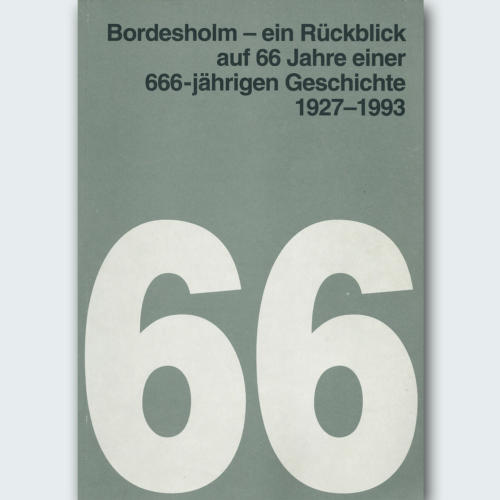 Bordesholm – ein Rückblick
auf 66 Jahre einer
666-jährigen Geschichte
1927–1993
66